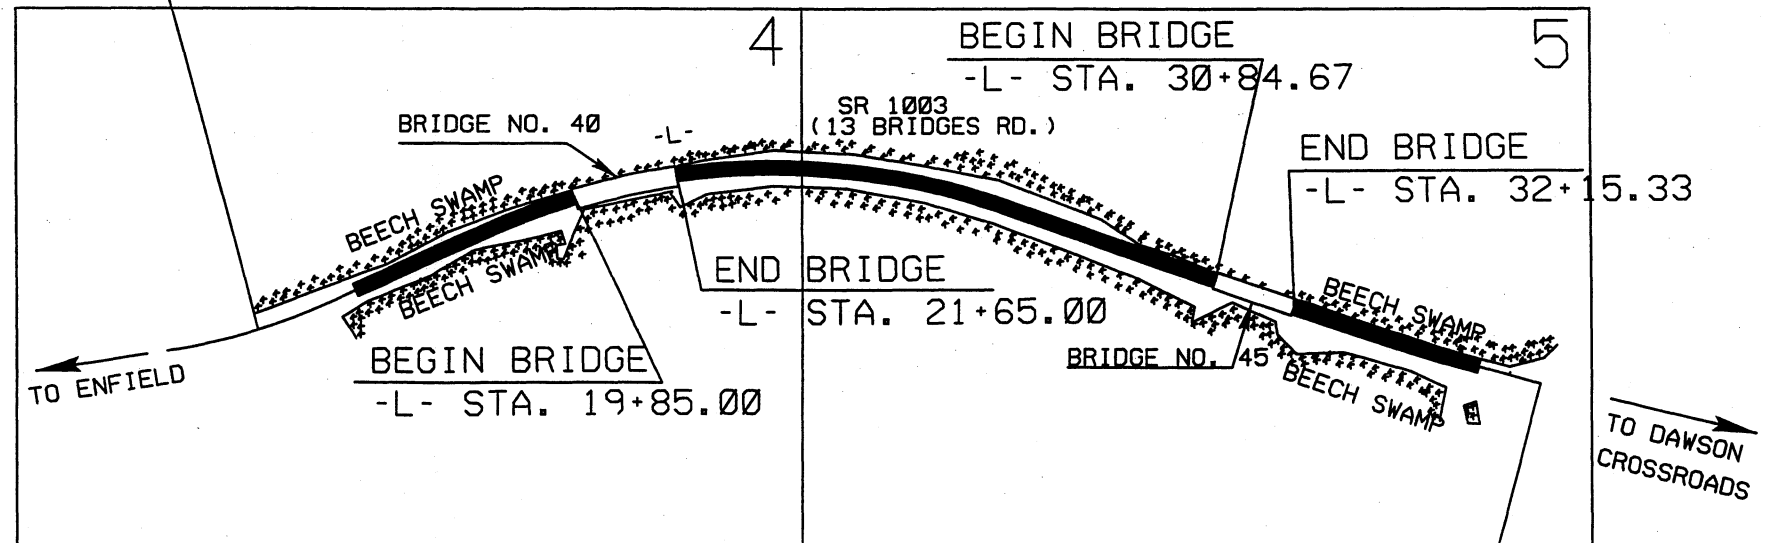 4
5
BEGIN BRIDGE
-L- STA. 30+84.67
SR 1003
(13 BRIDGES RD.)
BRIDGE NO. 40
-L-
END BRIDGE
-L- STA. 32+15.33
BEECH SWAMP
BEECH SWAMP
END BRIDGE
-L- STA. 21+65.00
BEECH SWAMP
BRIDGE NO. 45
BEECH SWAMP
BEGIN BRIDGE
-L- STA. 19+85.00
TO ENFIELD
TO DAWSON
CROSSROADS